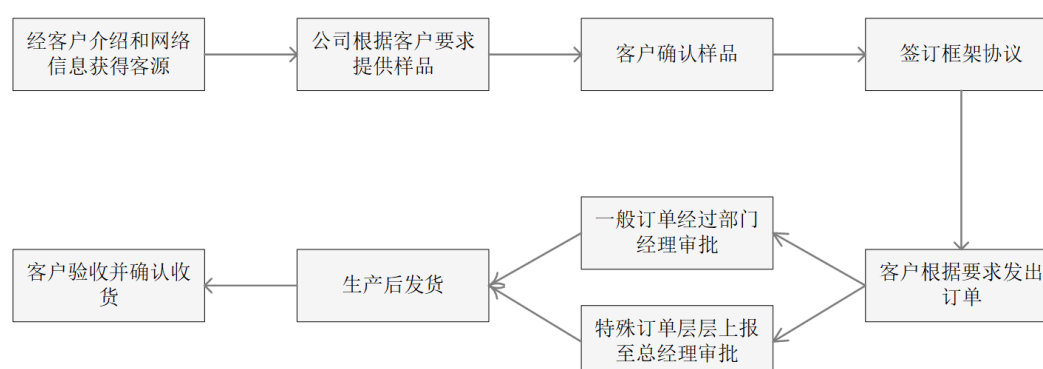 经客户介绍和网络
信息获得客源
公司根据客户要求
提供样品
客户确认样品
签订框架协议
客户根据要求发出
订单
一般订单经过部门
经理审批
特殊订单层层上报
至总经理审批
生产后发货
客户验收并确认收
货